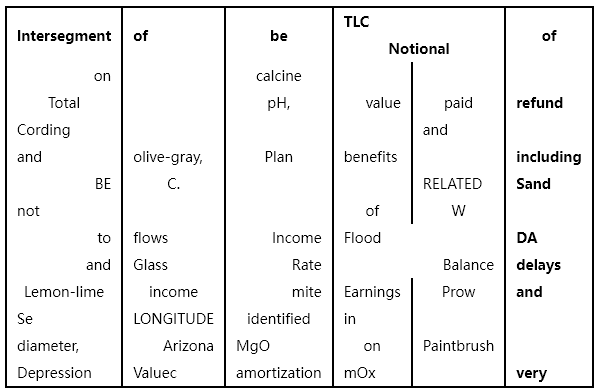 Intersegment of be TLC Notional of
on calcine
Total pH, value paid refund
Cording and
and olive-gray, Plan benefits including
BE C. RELATED Sand
not of W
to flows Income Flood DA
and Glass Rate Balance delays
Lemon-lime income mite Earnings Prow and
Se LONGITUDE identified in
diameter, Arizona MgO on Paintbrush
Depression Valuec amortization mOx very